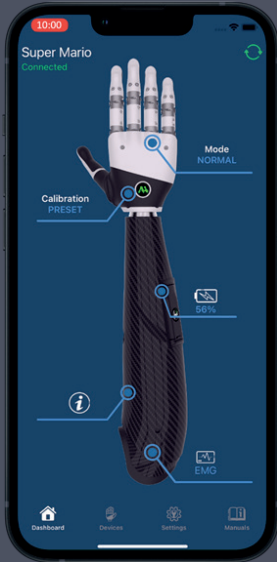 10:00
Super Mario
Connected
Mode
NORMAL
Calibration
PRESET
56%
i
EMG
Dashboard
Devices
Settings
Manuals